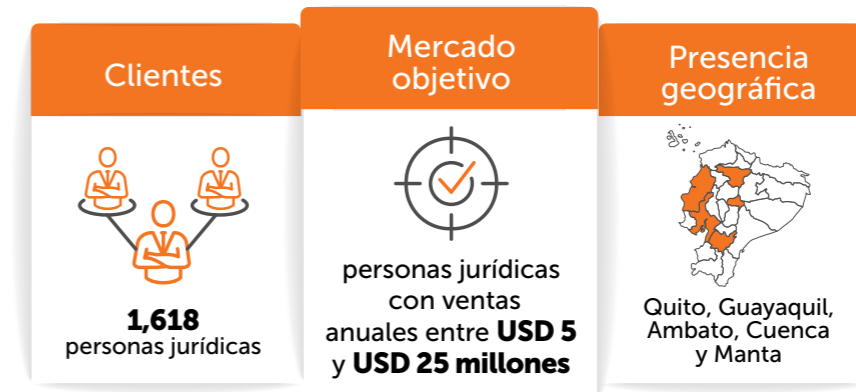 Clientes
1,618
personas jurídicas
Mercado
objetivo
personas jurídicas
con ventas
anuales entre USD 5
y USD 25 millones
Presencia
geográfica
Quito, Guayaquil,
Ambato, Cuenca
y Manta